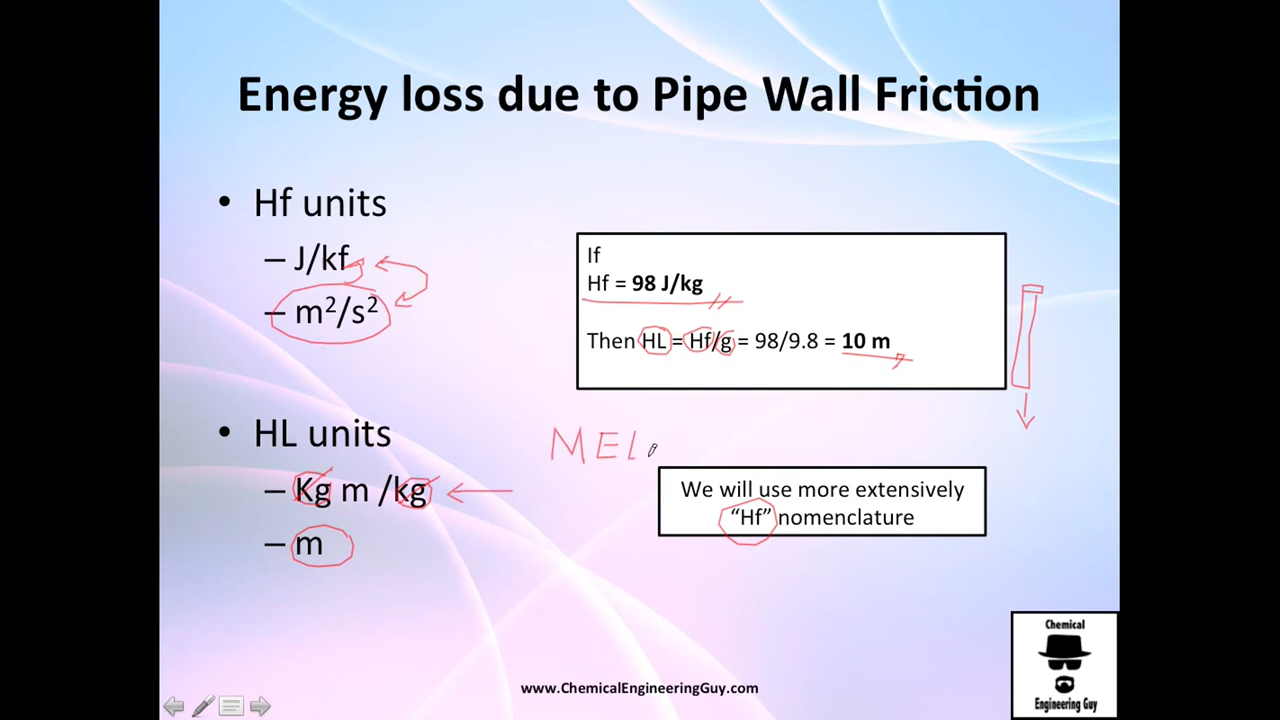 Energy loss due to Pipe Wall Friction
• Hf units
– J/kf
– m²/s²
• HL units
– Kg m /kg
– m
If
Hf = 98 J/kg
Then HL = Hf/g = 98/9.8 = 10 m
MEL
We will use more extensively
“Hf” nomenclature
www.ChemicalEngineeringGuy.com
Chemical
Engineering Guy